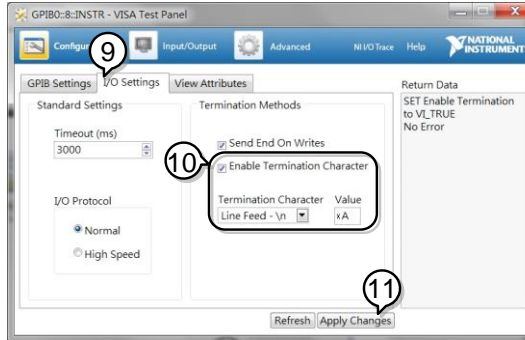 GPIB0::8::INSTR - VISA Test Panel
9
Input/Output
Advanced
NI I/O Trace
Help
NATIONAL INSTRUMENT
GPIB Settings
I/O Settings
View Attributes
Return Data
Standard Settings
Termination Methods
SET Enable Termination
to VI_TRUE
No Error
Timeout (ms)
3000
Send End On Writes
10
Enable Termination Character
I/O Protocol
Termination Character
Value
Line Feed - \n
xA
Normal
High Speed
11
Refresh
Apply Changes